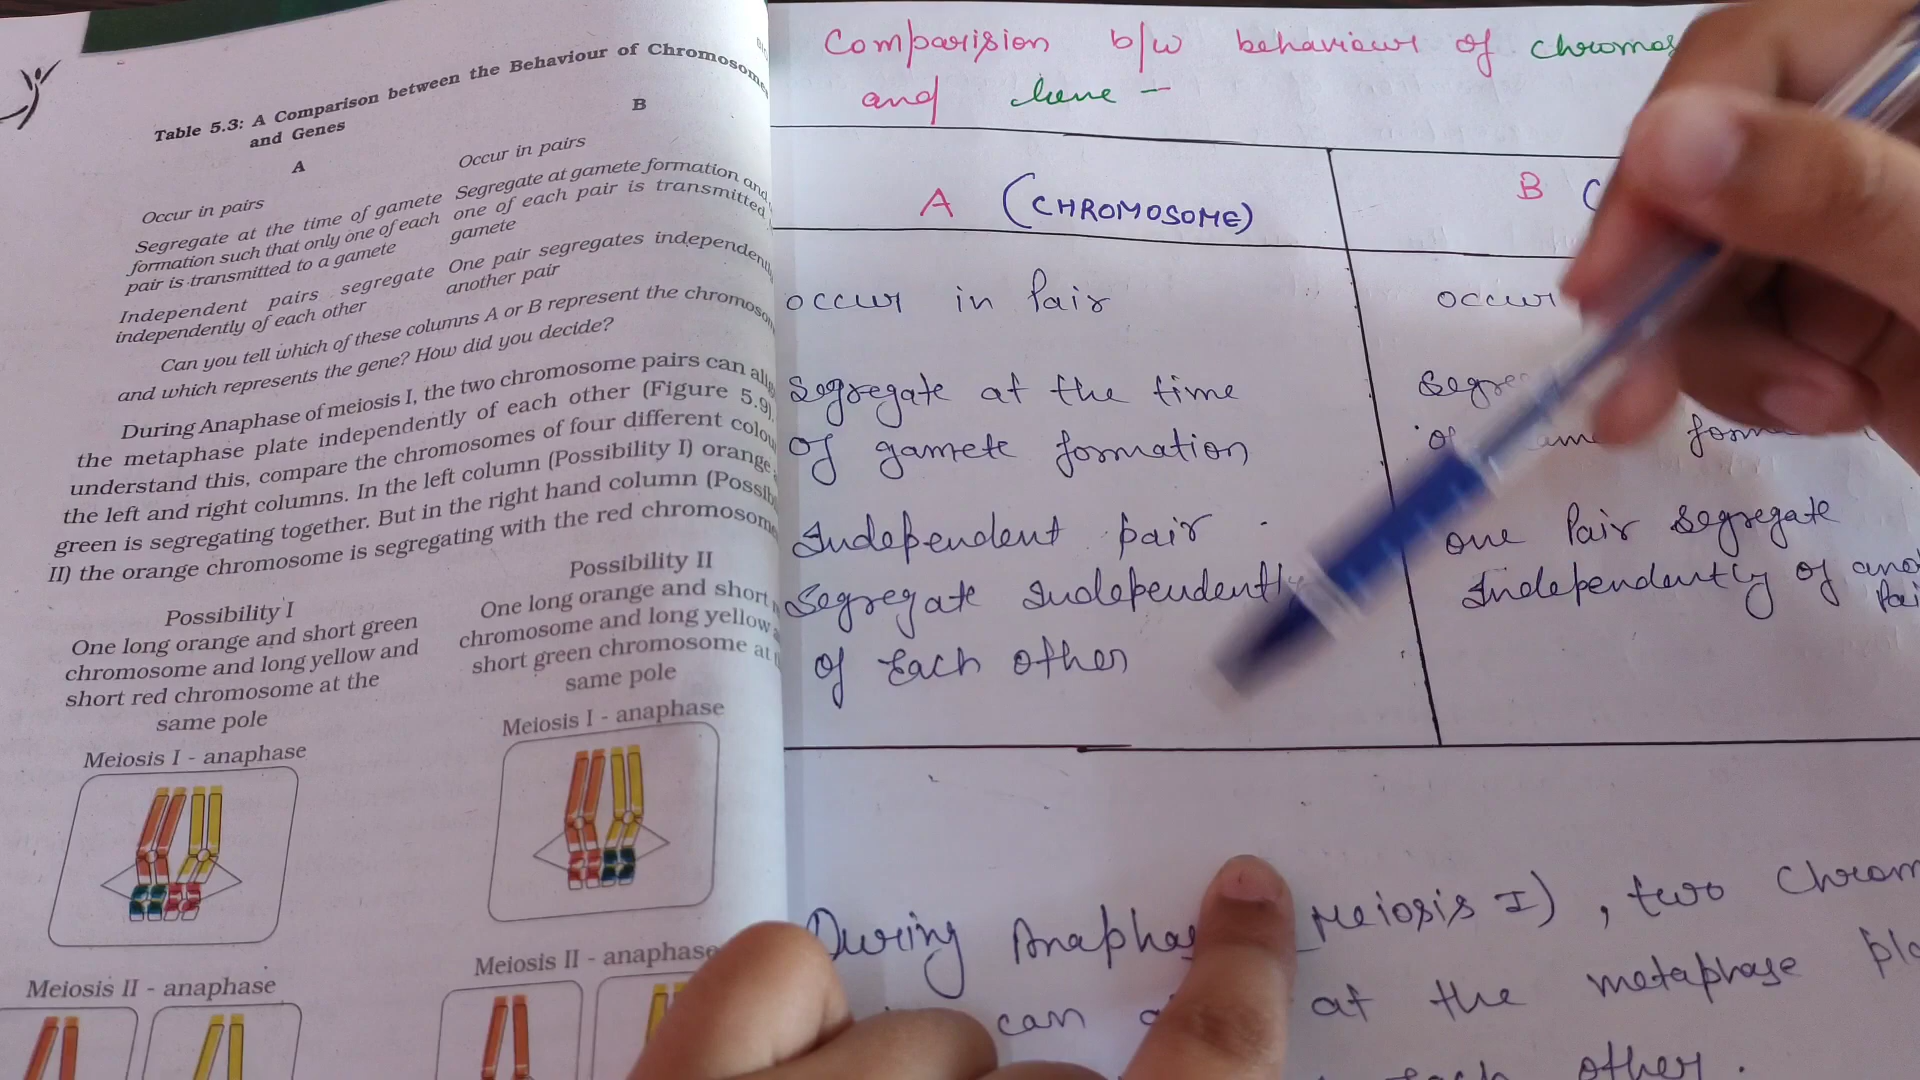 Table 5.3: A Comparison between the Behaviour of Chromosomes
and Genes
A
B
Occur in pairs
Segregate at the time of gamete
formation such that only one of each
pair is transmitted to a gamete
Independent pairs segregate
independently of each other
Occur in pairs
Segregate at gamete formation and
one of each pair is transmitted
gamete
One pair segregates independently
another pair
Can you tell which of these columns A or B represent the chromosom
and which represents the gene? How did you decide?
During Anaphase of meiosis I, the two chromosome pairs can
the metaphase plate independently of each other (Figure 5.9)
understand this, compare the chromosomes of four different colou
the left and right columns. In the left column (Possibility I) orange
green is segregating together. But in the right hand column (Possib
II) the orange chromosome is segregating with the red chromosome
Possibility I
One long orange and short green
chromosome and long yellow and
short red chromosome at the
same pole
Meiosis I - anaphase
Meiosis II - anaphase
Possibility II
One long orange and short
chromosome and long yellow
short green chromosome at
same pole
Meiosis I - anaphase
Meiosis II - anaphase
Comparision b/w behaviour of chromos
and Gene -
A (CHROMOSOME)
B (
occur in Pair
occur
Segregate at the time
of gamete formation
Segre
of form
Independent pair
Segregate Independently
of Each other
one Pair Segregate
Independently of ano
Pai
During Anaphas Meiosis I), two Chrom
can at the metaphase pla
Each other.